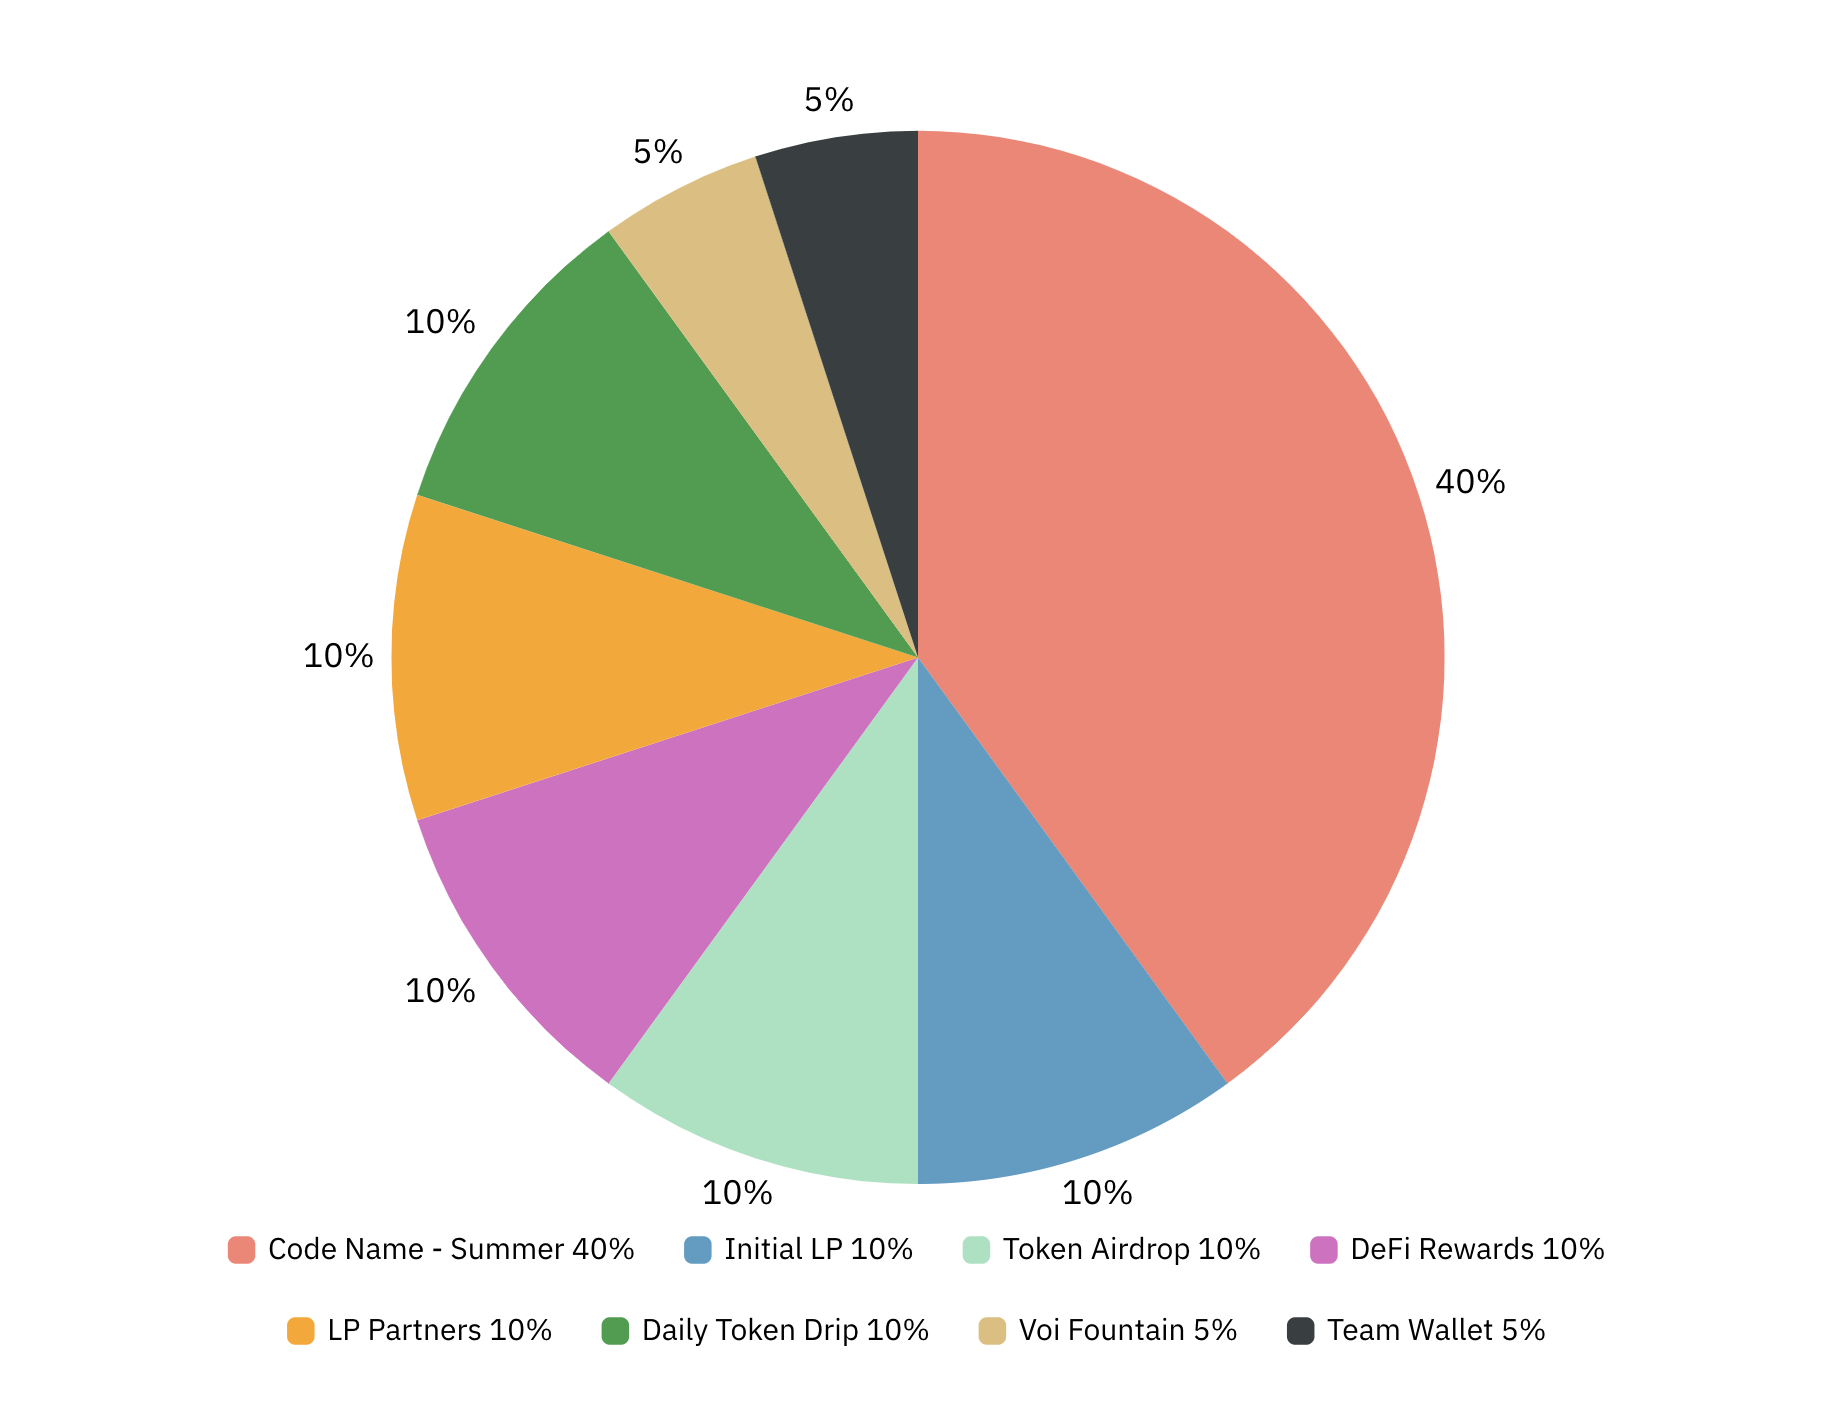 5%
5%
10%
40%
10%
10%
10%
10%
Code Name - Summer 40%
Initial LP 10%
Token Airdrop 10%
DeFi Rewards 10%
LP Partners 10%
Daily Token Drip 10%
Voi Fountain 5%
Team Wallet 5%